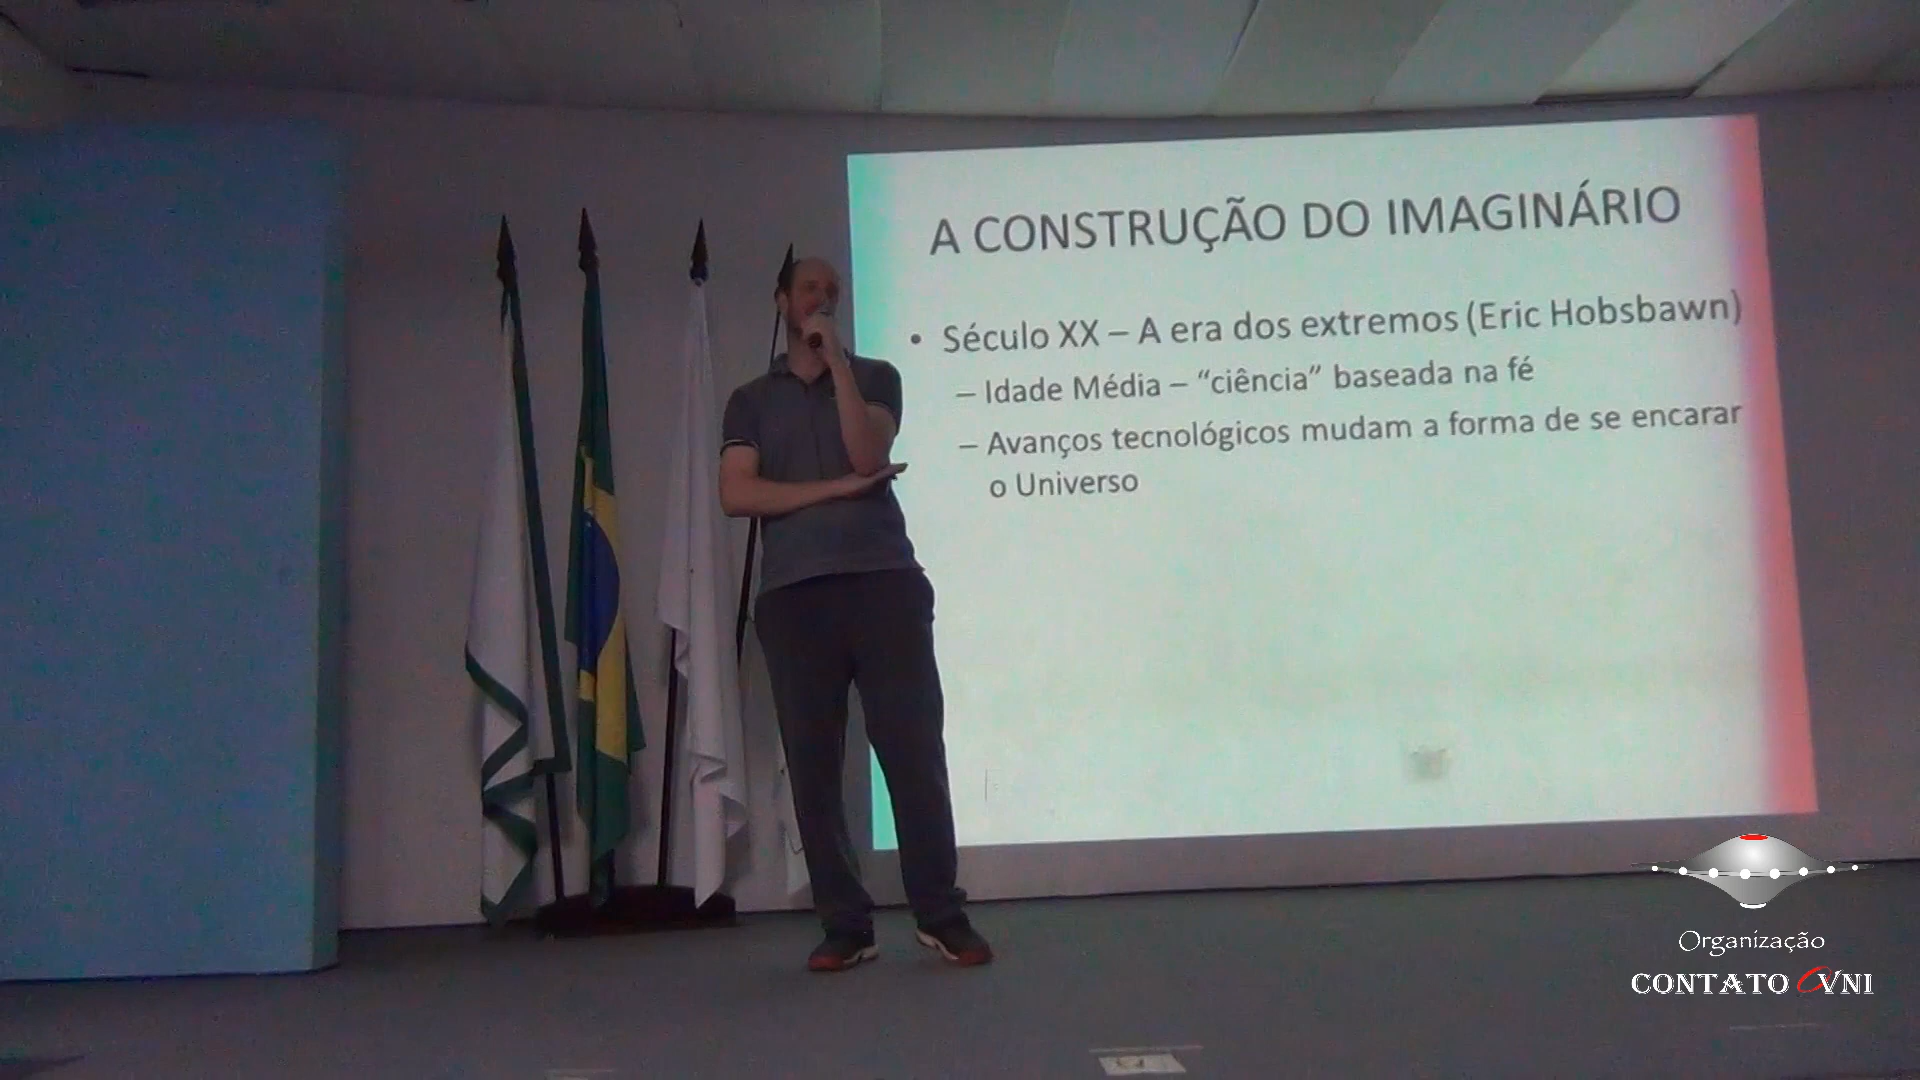 A CONSTRUÇÃO DO IMAGINÁRIO
• Século XX – A era dos extremos (Eric Hobsbawn)
– Idade Média – “ciência” baseada na fé
– Avanços tecnológicos mudam a forma de se encarar
o Universo
Organização
CONTATO OVNI